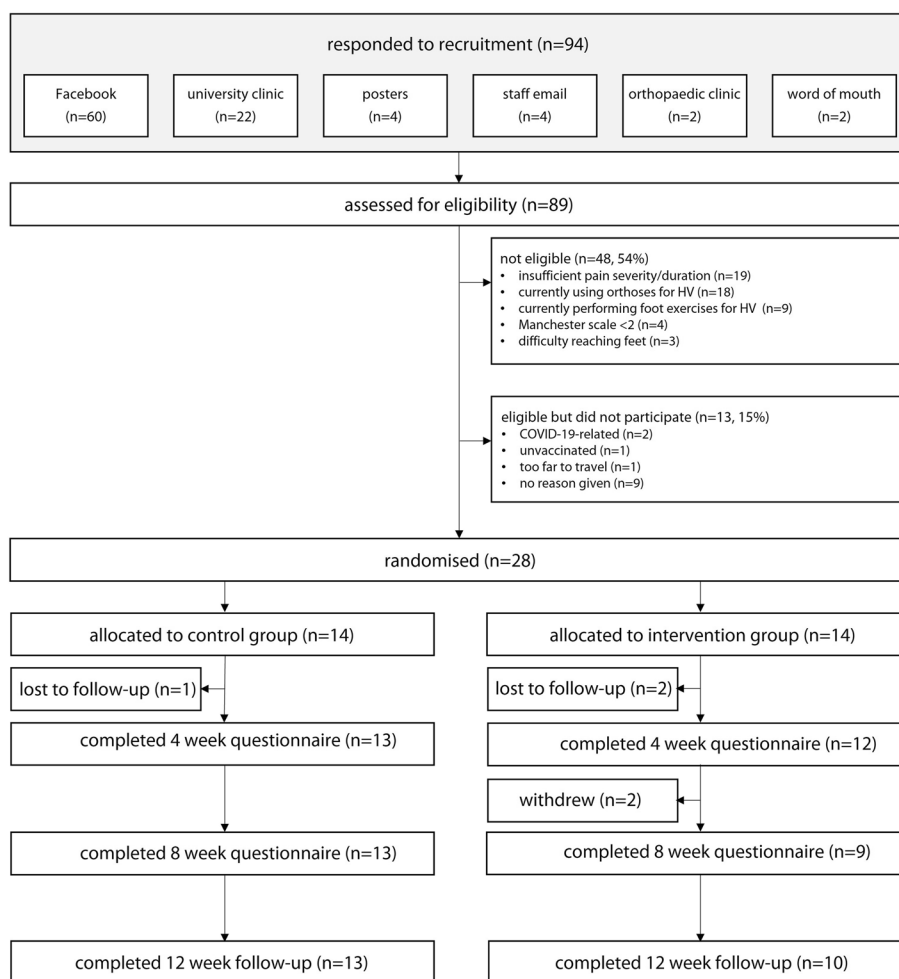 responded to recruitment (n=94)
Facebook
(n=60)
university clinic
(n=22)
posters
(n=4)
staff email
(n=4)
orthopaedic clinic
(n=2)
word of mouth
(n=2)
assessed for eligibility (n=89)
not eligible (n=48, 54%)
• insufficient pain severity/duration (n=19)
• currently using orthoses for HV (n=18)
• currently performing foot exercises for HV (n=9)
• Manchester scale <2 (n=4)
• difficulty reaching feet (n=3)
eligible but did not participate (n=13, 15%)
• COVID-19-related (n=2)
• unvaccinated (n=1)
• too far to travel (n=1)
• no reason given (n=9)
randomised (n=28)
allocated to control group (n=14)
lost to follow-up (n=1)
completed 4 week questionnaire (n=13)
completed 8 week questionnaire (n=13)
completed 12 week follow-up (n=13)
allocated to intervention group (n=14)
lost to follow-up (n=2)
completed 4 week questionnaire (n=12)
withdrew (n=2)
completed 8 week questionnaire (n=9)
completed 12 week follow-up (n=10)